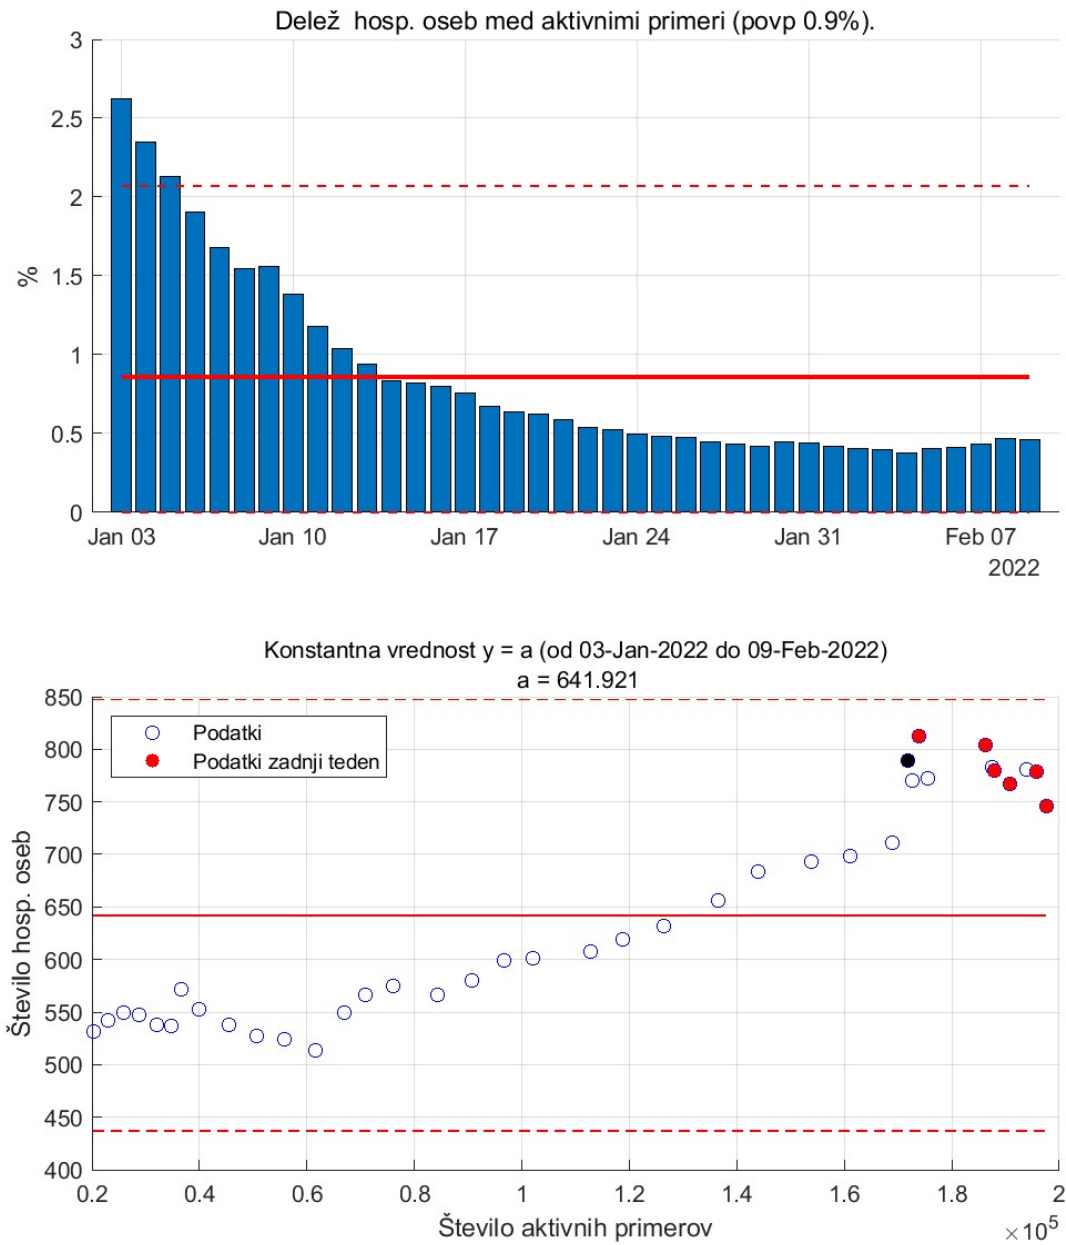 Delež  hosp. oseb med aktivnimi primeri (povp 0.9%).
3
2.5
2
1.5
1
0.5
0
%
Jan 03 Jan 10 Jan 17 Jan 24 Jan 31 Feb 07
2022
Konstantna vrednost y = a (od 03-Jan-2022 do 09-Feb-2022)
a = 641.921
850
800
750
700
650
600
550
500
450
400
Število hosp. oseb
Podatki
Podatki zadnji teden
0.2 0.4 0.6 0.8 1 1.2 1.4 1.6 1.8 2
Število aktivnih primerov
×10⁵